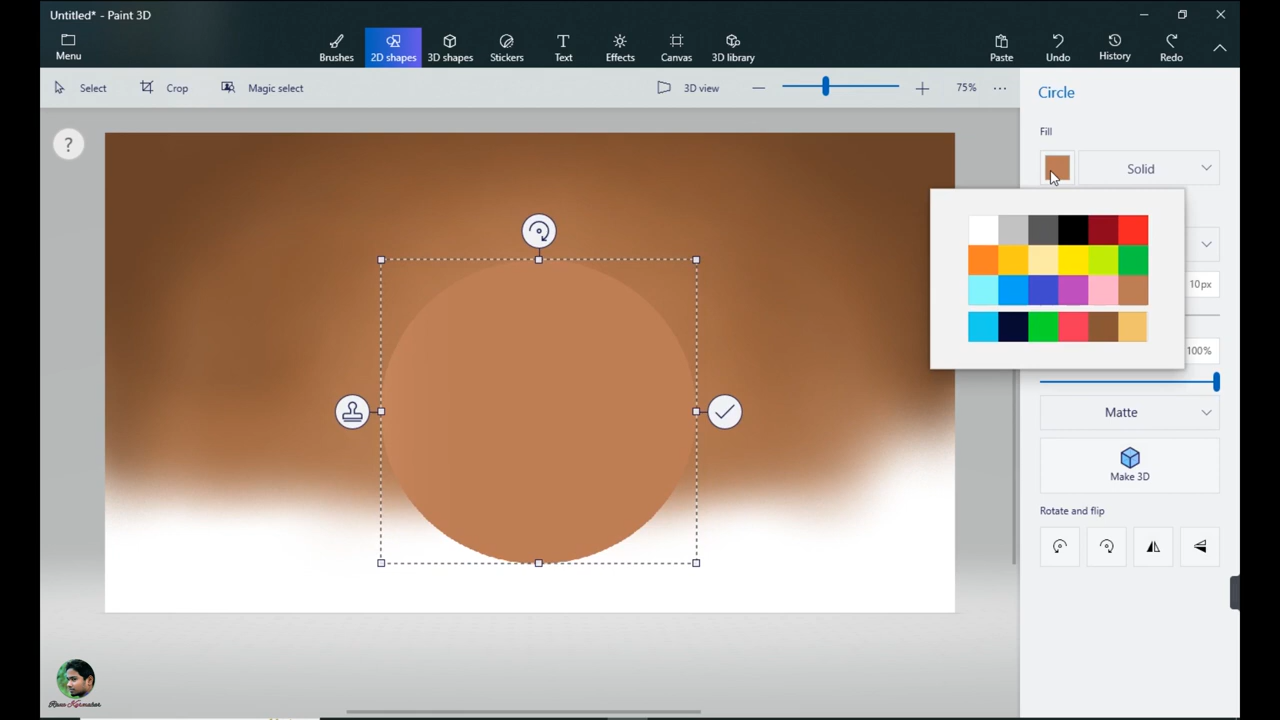 Untitled* - Paint 3D
Menu
Brushes
2D shapes
3D shapes
Stickers
Text
Effects
Canvas
3D library
Paste
Undo
History
Redo
Select
Crop
Magic select
3D view
75%
Circle
?
Fill
Solid
10px
100%
Matte
Make 3D
Rotate and flip